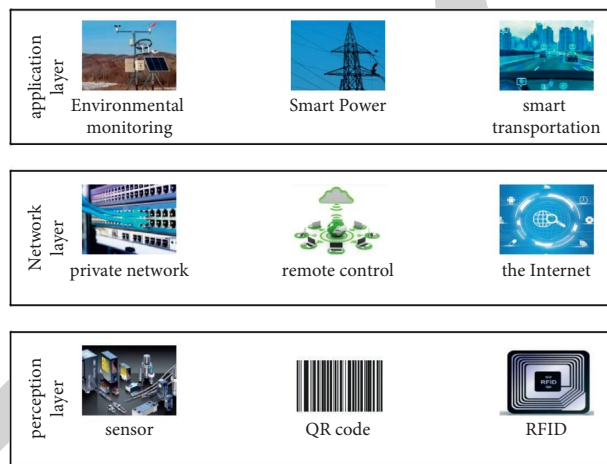 application
layer
Environmental
monitoring
Smart Power
smart
transportation
Network
layer
private network
remote control
the Internet
perception
layer
sensor
QR code
RFID
RFID